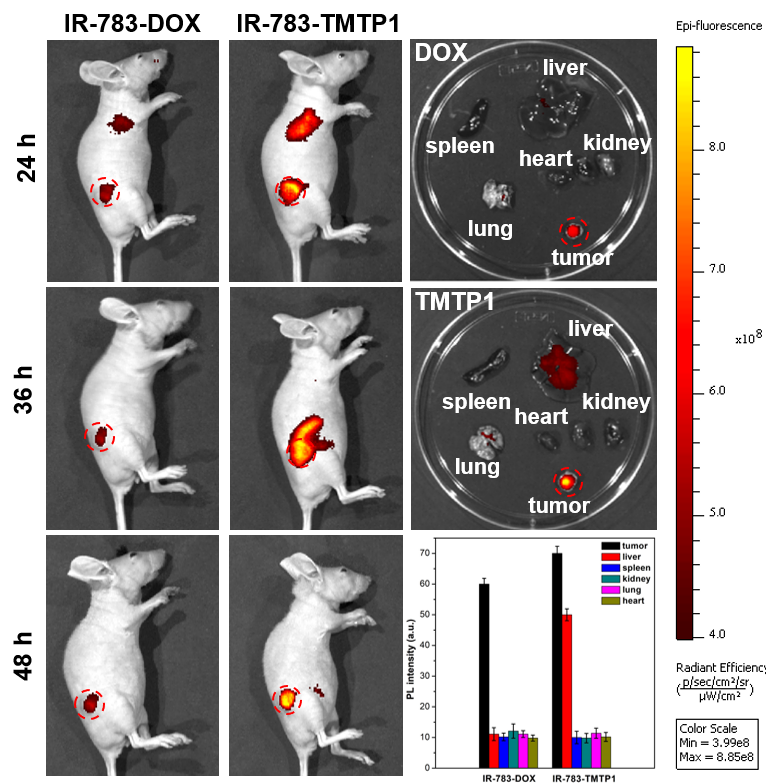 IR-783-DOX
IR-783-TMTP1
24 h
36 h
48 h
DOX
liver
spleen
heart
kidney
lung
tumor
TMTP1
liver
spleen
heart
kidney
lung
tumor
PL intensity (a.u.)
70
60
50
40
30
20
10
0
tumor
liver
spleen
kidney
lung
heart
IR-783-DOX
IR-783-TMTP1
Epi-fluorescence
8.0
7.0
x10⁸
6.0
5.0
4.0
Radiant Efficiency
(p/sec/cm²/sr
µW/cm²)
Color Scale
Min = 3.99e8
Max = 8.85e8